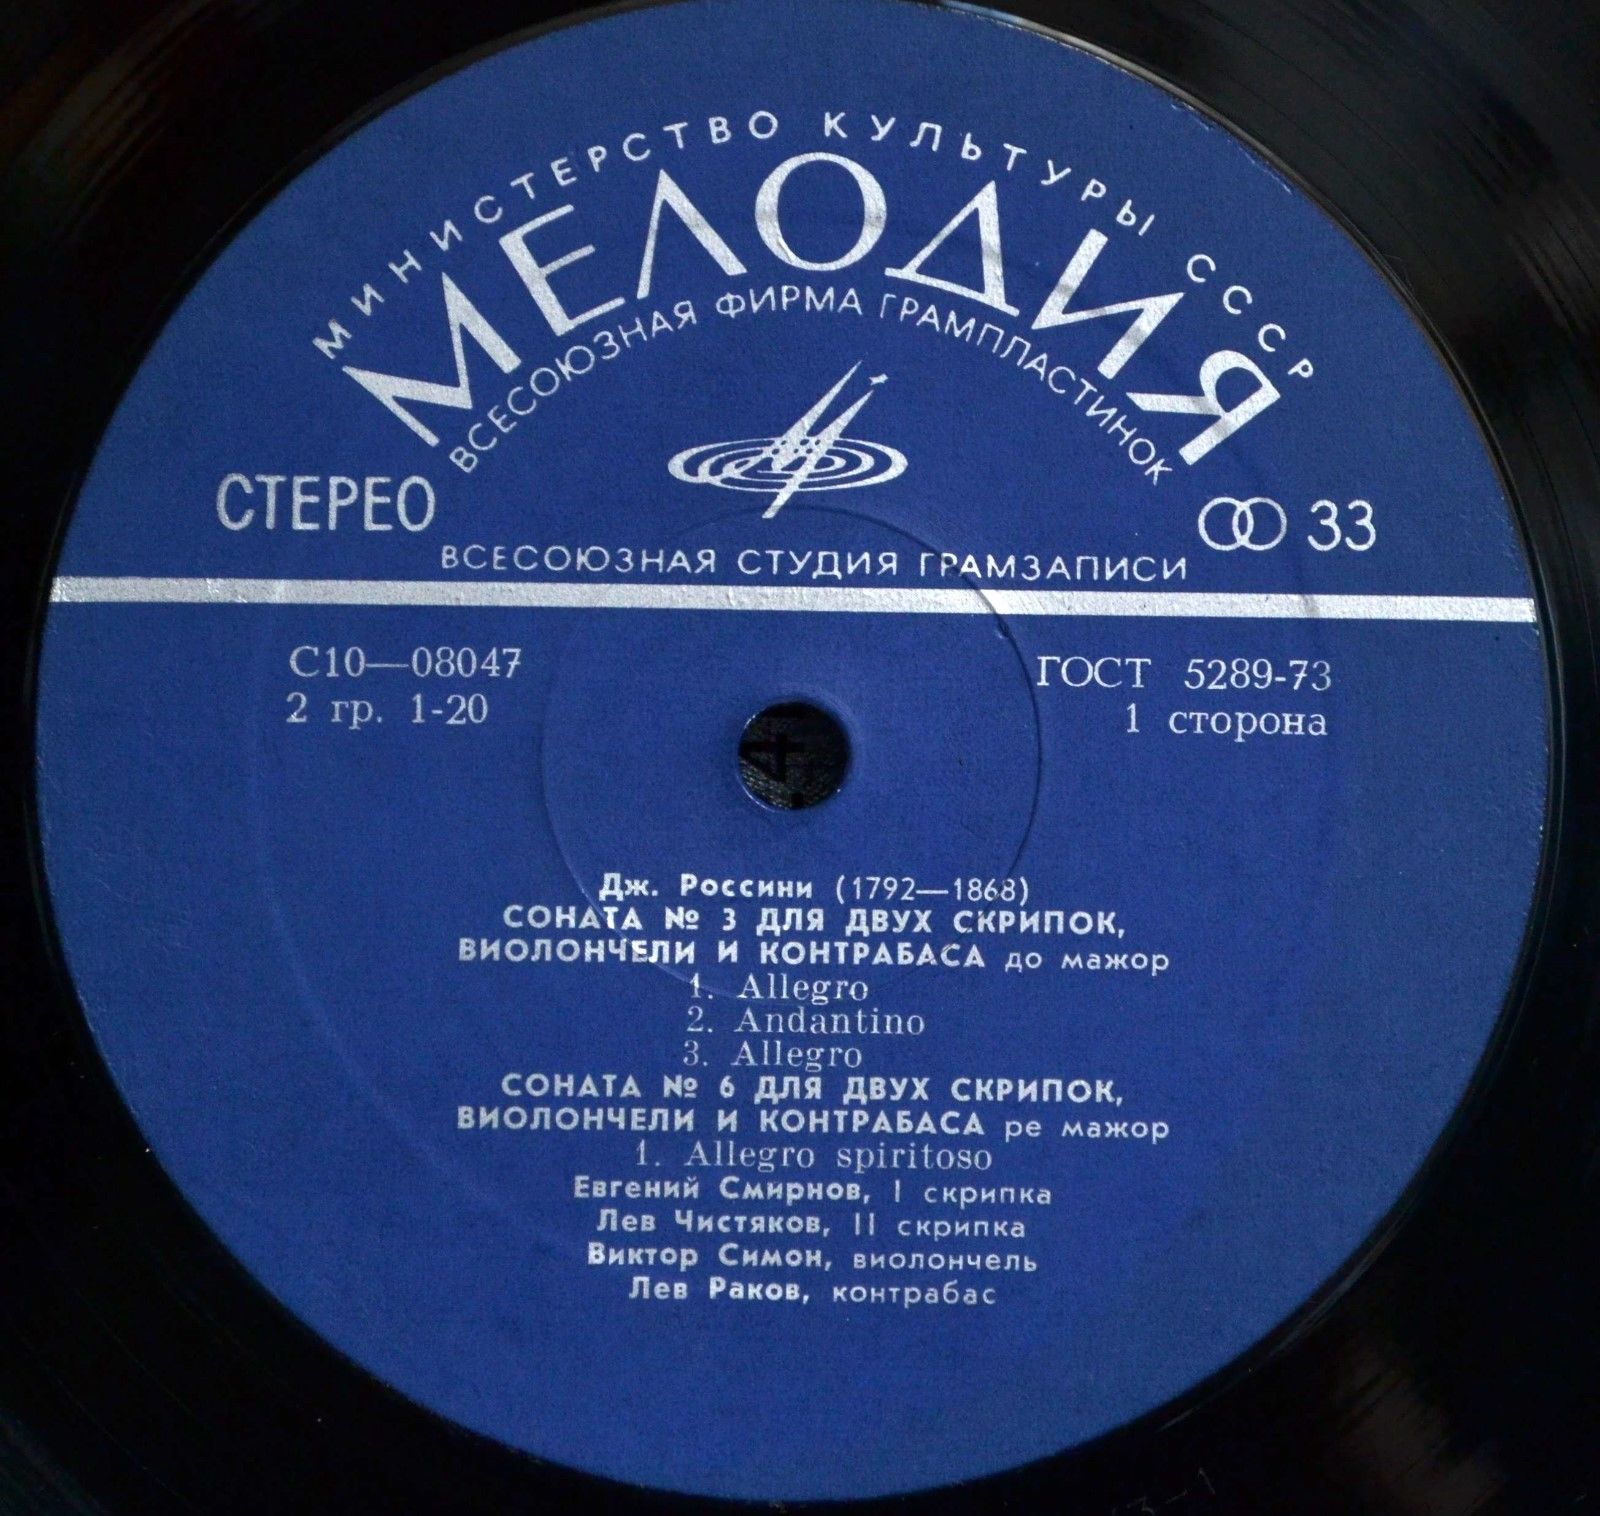 МИНИСТЕРСТВО КУЛЬТУРЫ СССР
МЕЛОДИЯ
ВСЕСОЮЗНАЯ ФИРМА ГРАМПЛАСТИНОК
СТЕРЕО
33
ВСЕСОЮЗНАЯ СТУДИЯ ГРАМЗАПИСИ
С10—08047
ГОСТ 5289-73
2 гр. 1-20
1 сторона
Дж. Россини (1792—1868)
СОНАТА № 3 ДЛЯ ДВУХ СКРИПОК,
ВИОЛОНЧЕЛИ И КОНТРАБАСА до мажор
1. Allegro
2. Andantino
3. Allegro
СОНАТА № 6 ДЛЯ ДВУХ СКРИПОК,
ВИОЛОНЧЕЛИ И КОНТРАБАСА ре мажор
1. Allegro spiritoso
Евгений Смирнов, I скрипка
Лев Чистяков, II скрипка
Виктор Симон, виолончель
Лев Раков, контрабас